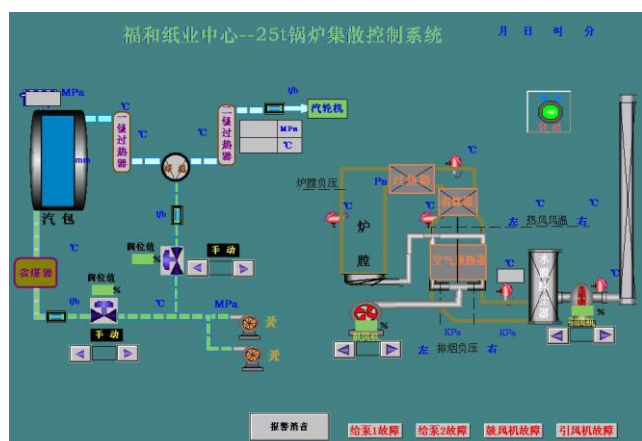 福和纸业中心--25t锅炉集散控制系统
月 日 时 分
MPa
℃
t/h
汽轮机
一级过热器
℃
二级过热器
MPa
℃
mm
减温
汽包
t/h
℃
省煤器
阀位值
%
手动
阀位值
%
t/h
℃
MPa
开
开
手动
炉膛负压
Pa
过热器
℃
省煤器
℃
℃
炉膛
空气预热器
左 热风风温 右
℃
℃
℃
℃
℃
水膜除尘器
鼓风机
%
KPa
KPa
左 排烟负压 右
引风机
%
报警消音
给泵1故障
给泵2故障
鼓风机故障
引风机故障